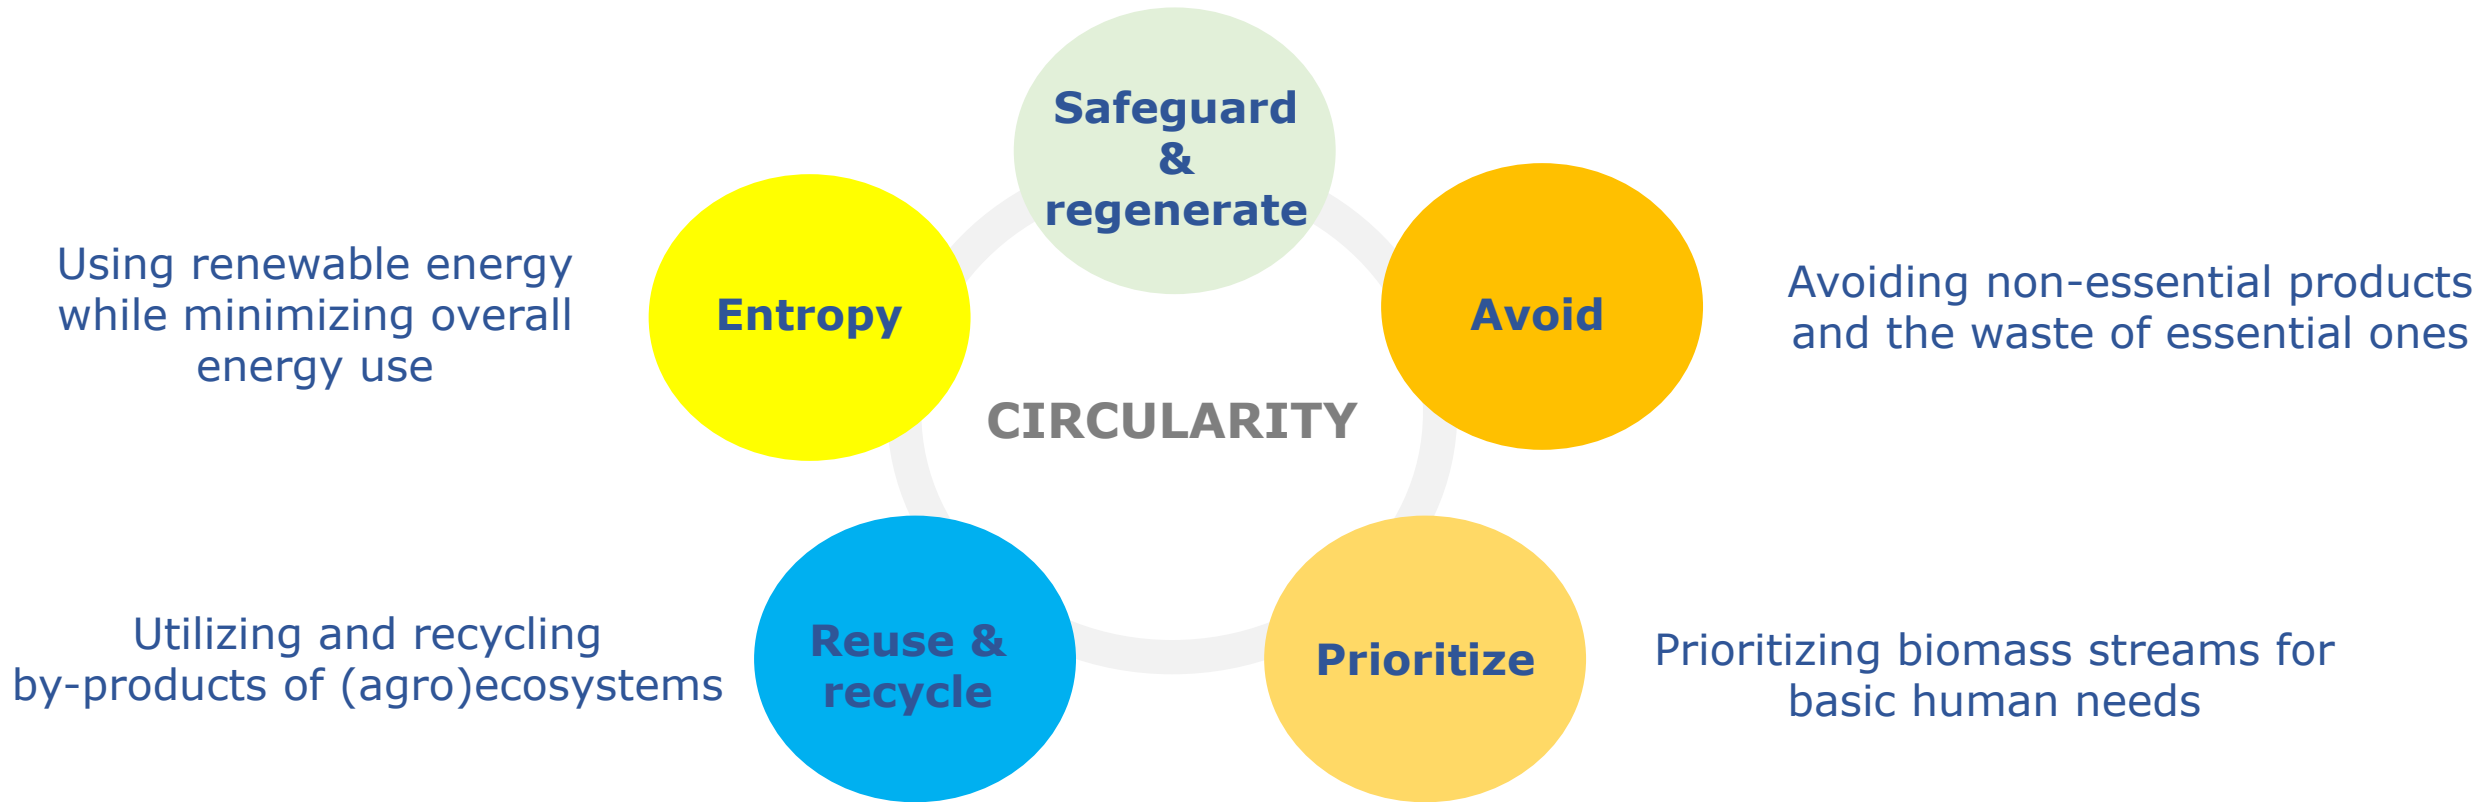 Safeguard
&
regenerate
Using renewable energy
while minimizing overall
energy use
Entropy
Avoid
Avoiding non-essential products
and the waste of essential ones
CIRCULARITY
Utilizing and recycling
by-products of (agro)ecosystems
Reuse &
recycle
Prioritize
Prioritizing biomass streams for
basic human needs